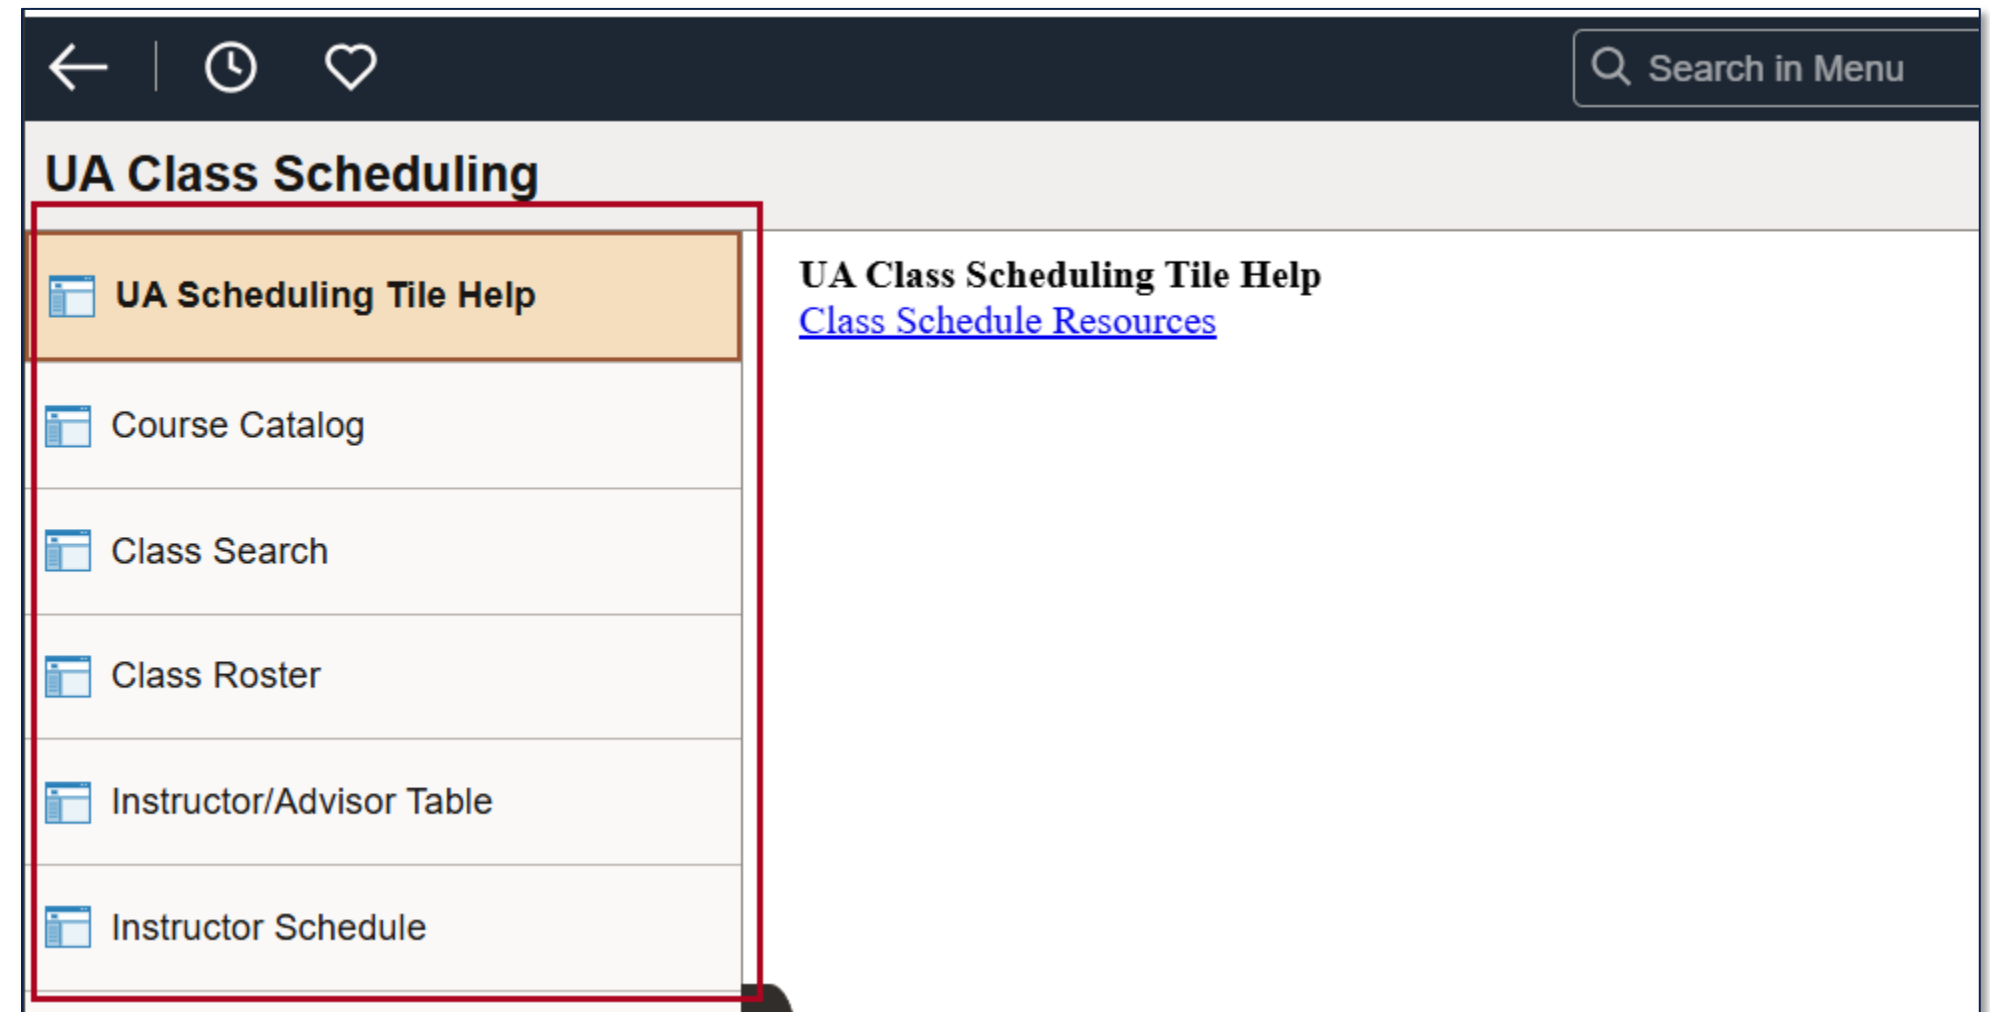 Search in Menu
UA Class Scheduling
UA Scheduling Tile Help
Course Catalog
Class Search
Class Roster
Instructor/Advisor Table
Instructor Schedule
UA Class Scheduling Tile Help
Class Schedule Resources